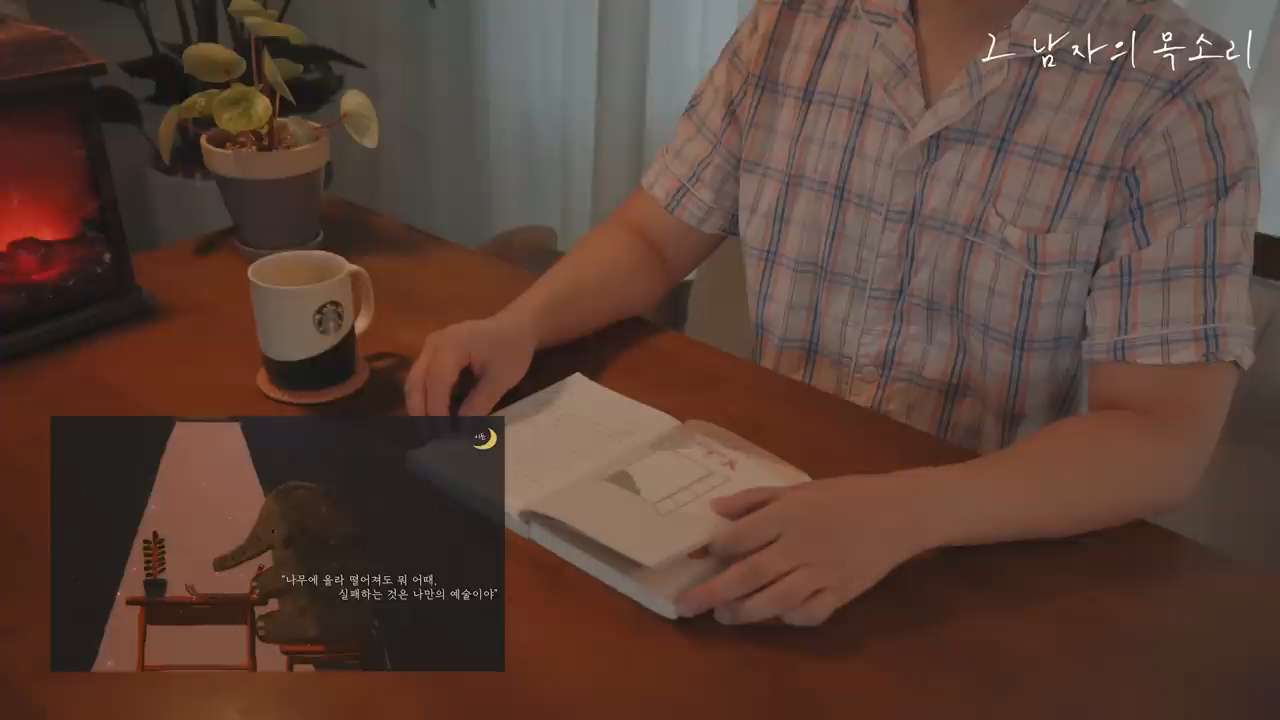 그 남자의 목소리
"나무에 올라 떨어져도 뭐 어때,
실패하는 것은 나만의 예술이야"